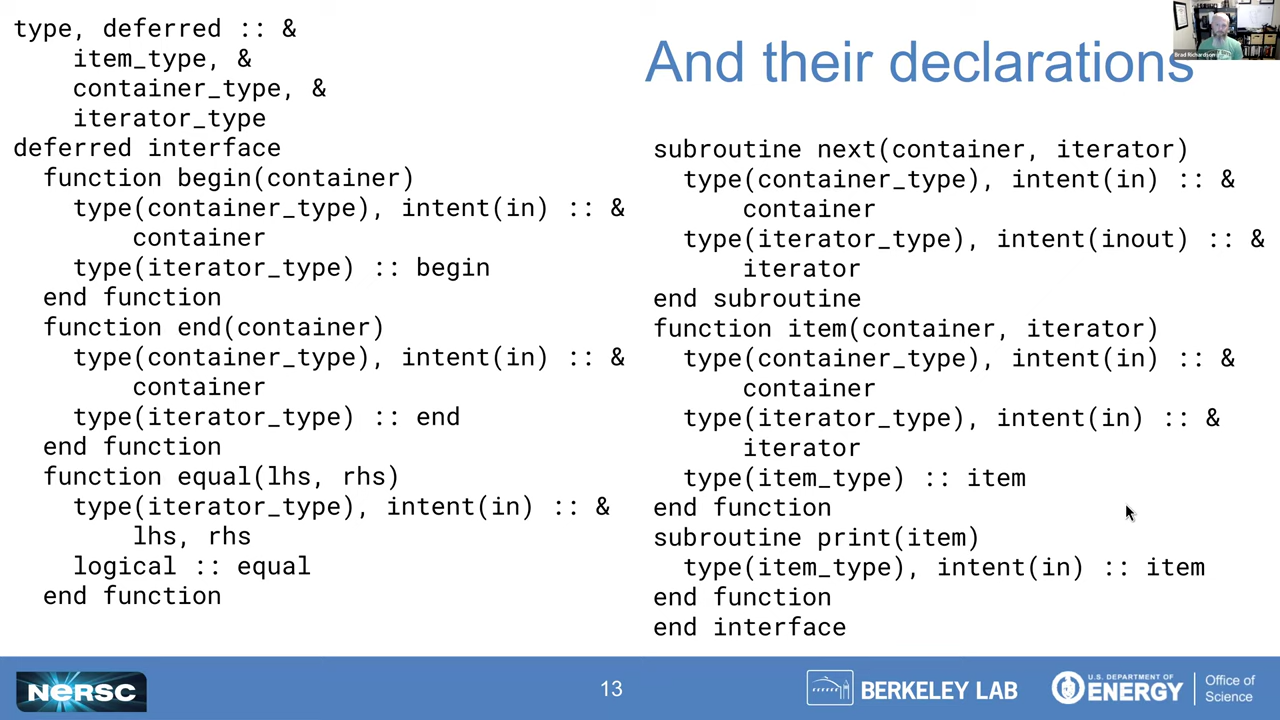 type, deferred :: &
item_type, &
container_type, &
iterator_type
deferred interface
function begin(container)
type(container_type), intent(in) :: &
container
type(iterator_type) :: begin
end function
function end(container)
type(container_type), intent(in) :: &
container
type(iterator_type) :: end
end function
function equal(lhs, rhs)
type(iterator_type), intent(in) :: &
lhs, rhs
logical :: equal
end function
And their declarations
subroutine next(container, iterator)
type(container_type), intent(in) :: &
container
type(iterator_type), intent(inout) :: &
iterator
end subroutine
function item(container, iterator)
type(container_type), intent(in) :: &
container
type(iterator_type), intent(in) :: &
iterator
type(item_type) :: item
end function
subroutine print(item)
type(item_type), intent(in) :: item
end function
end interface
Brad Richardson
NERSC
13
BERKELEY LAB
U.S. DEPARTMENT OF
ENERGY
Office of
Science